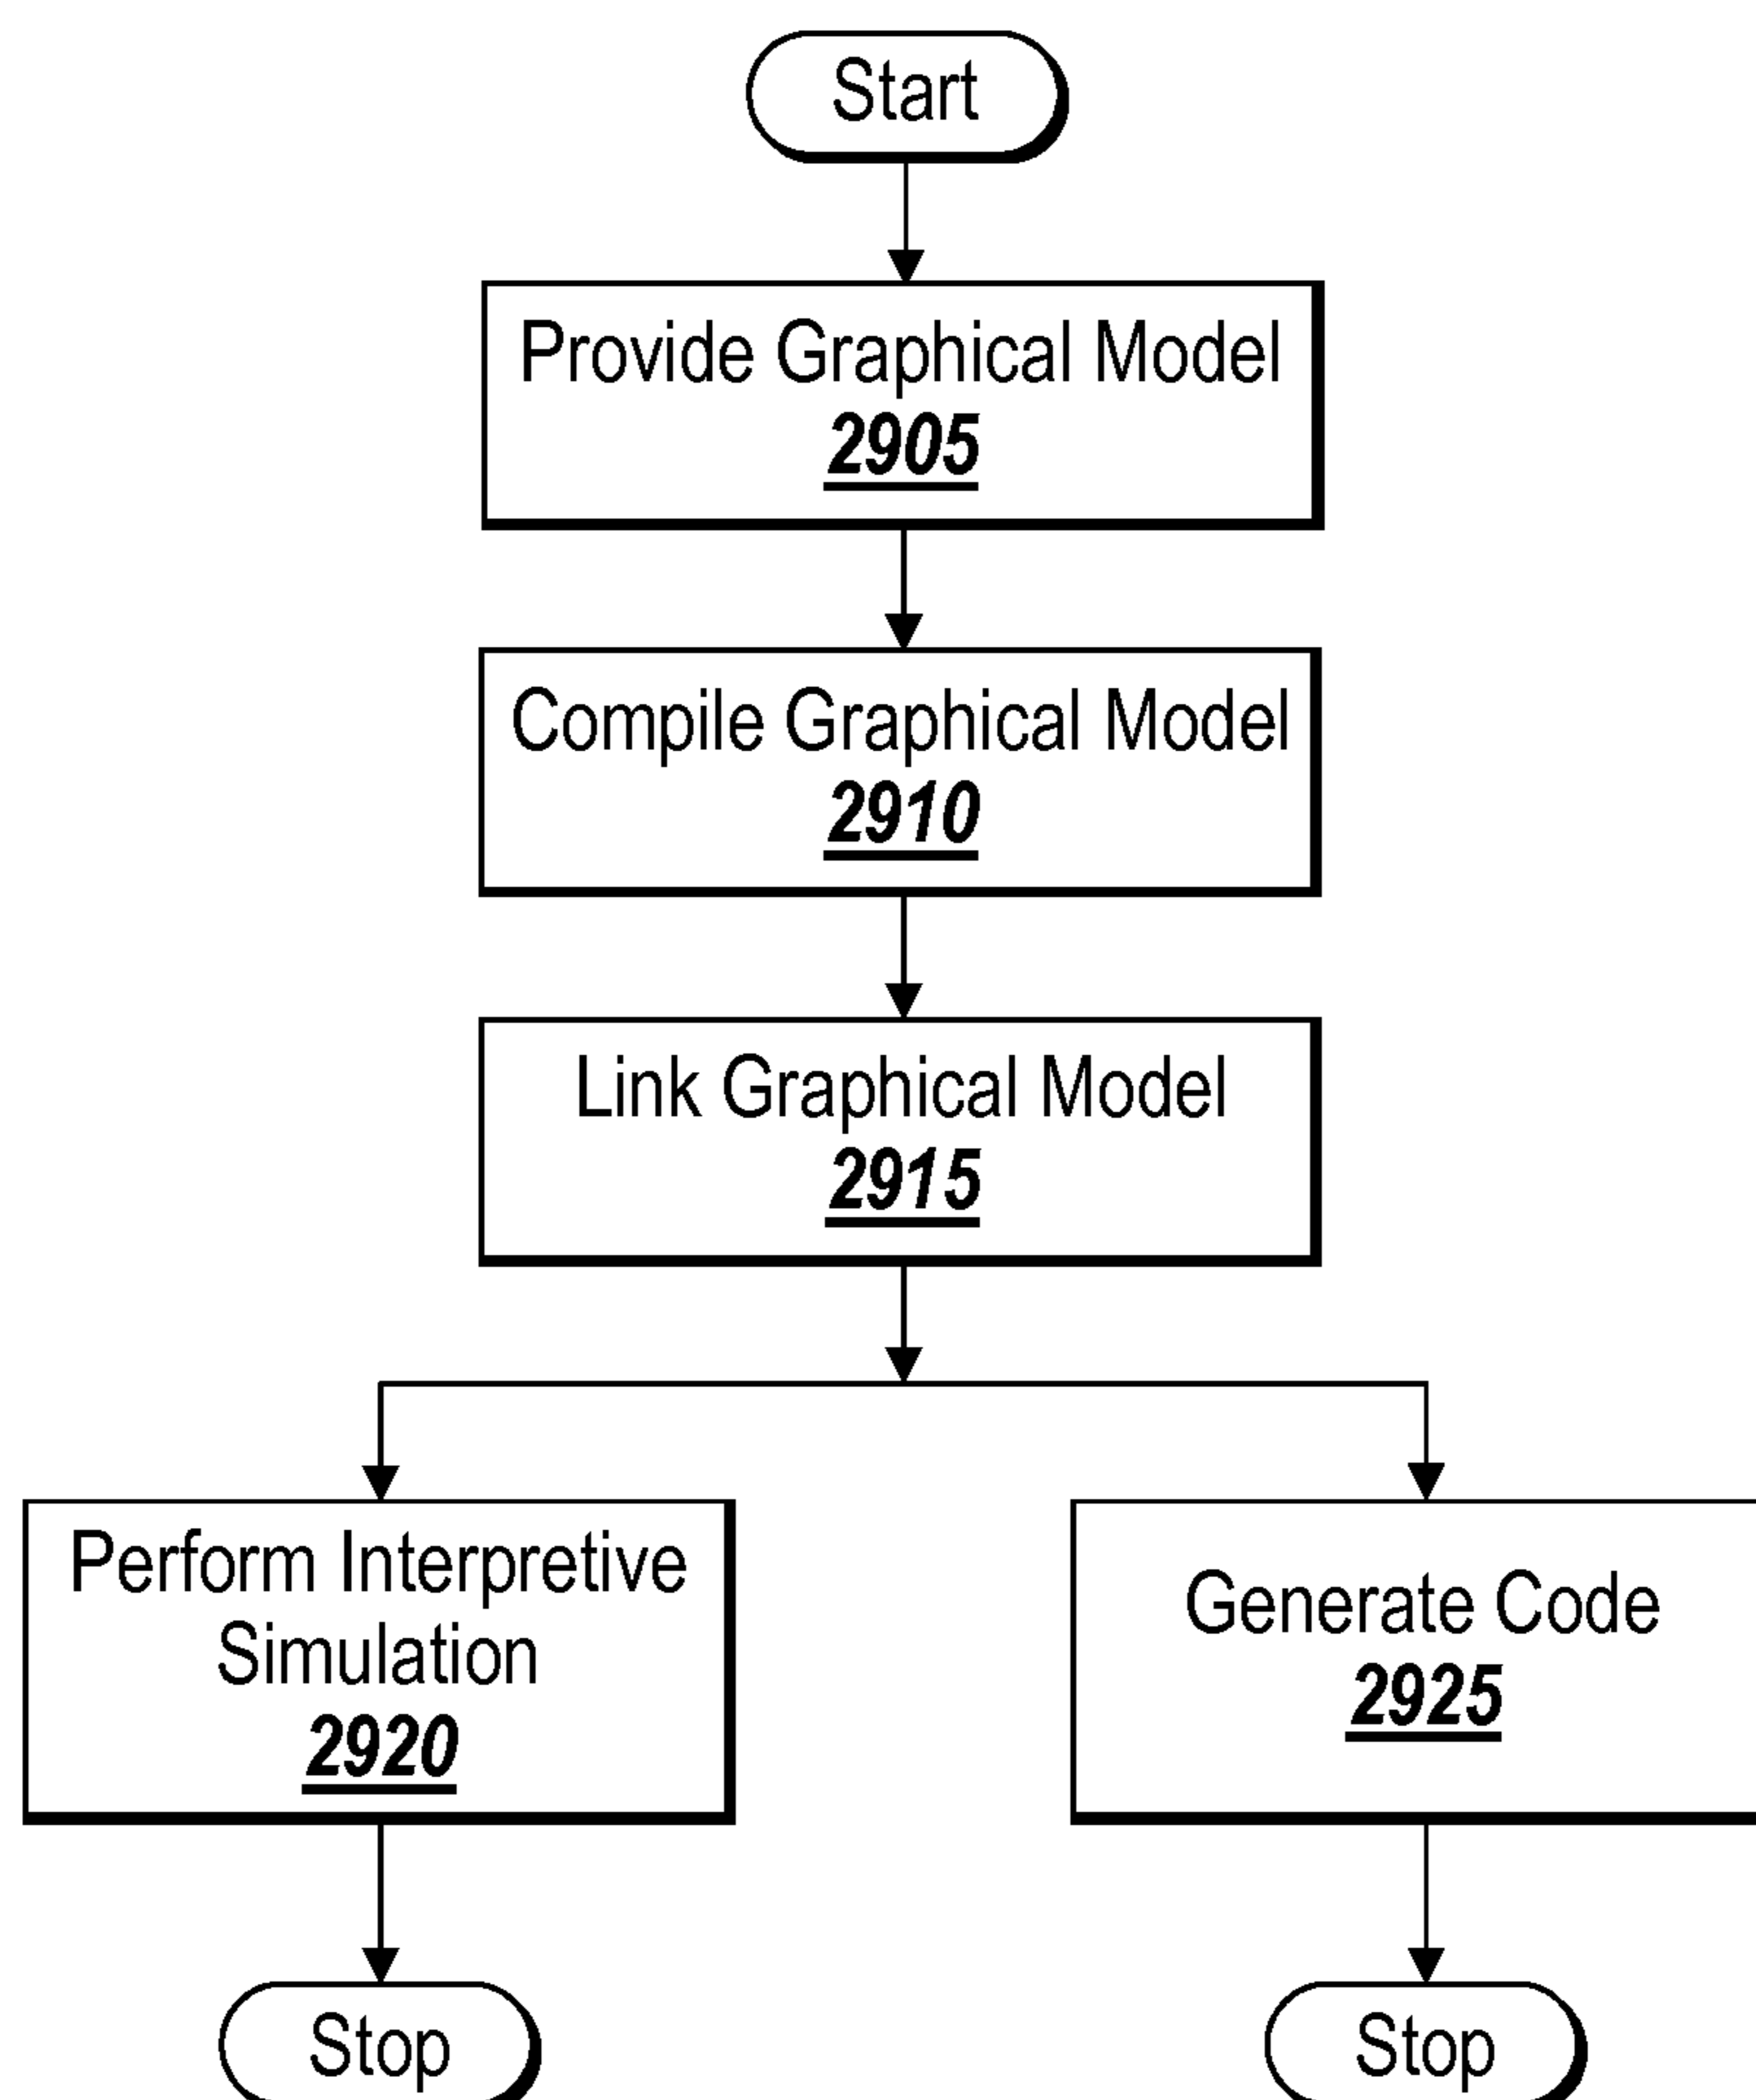 Start
Provide Graphical Model
2905
Compile Graphical Model
2910
Link Graphical Model
2915
Perform Interpretive
Simulation
2920
Generate Code
2925
Stop
Stop